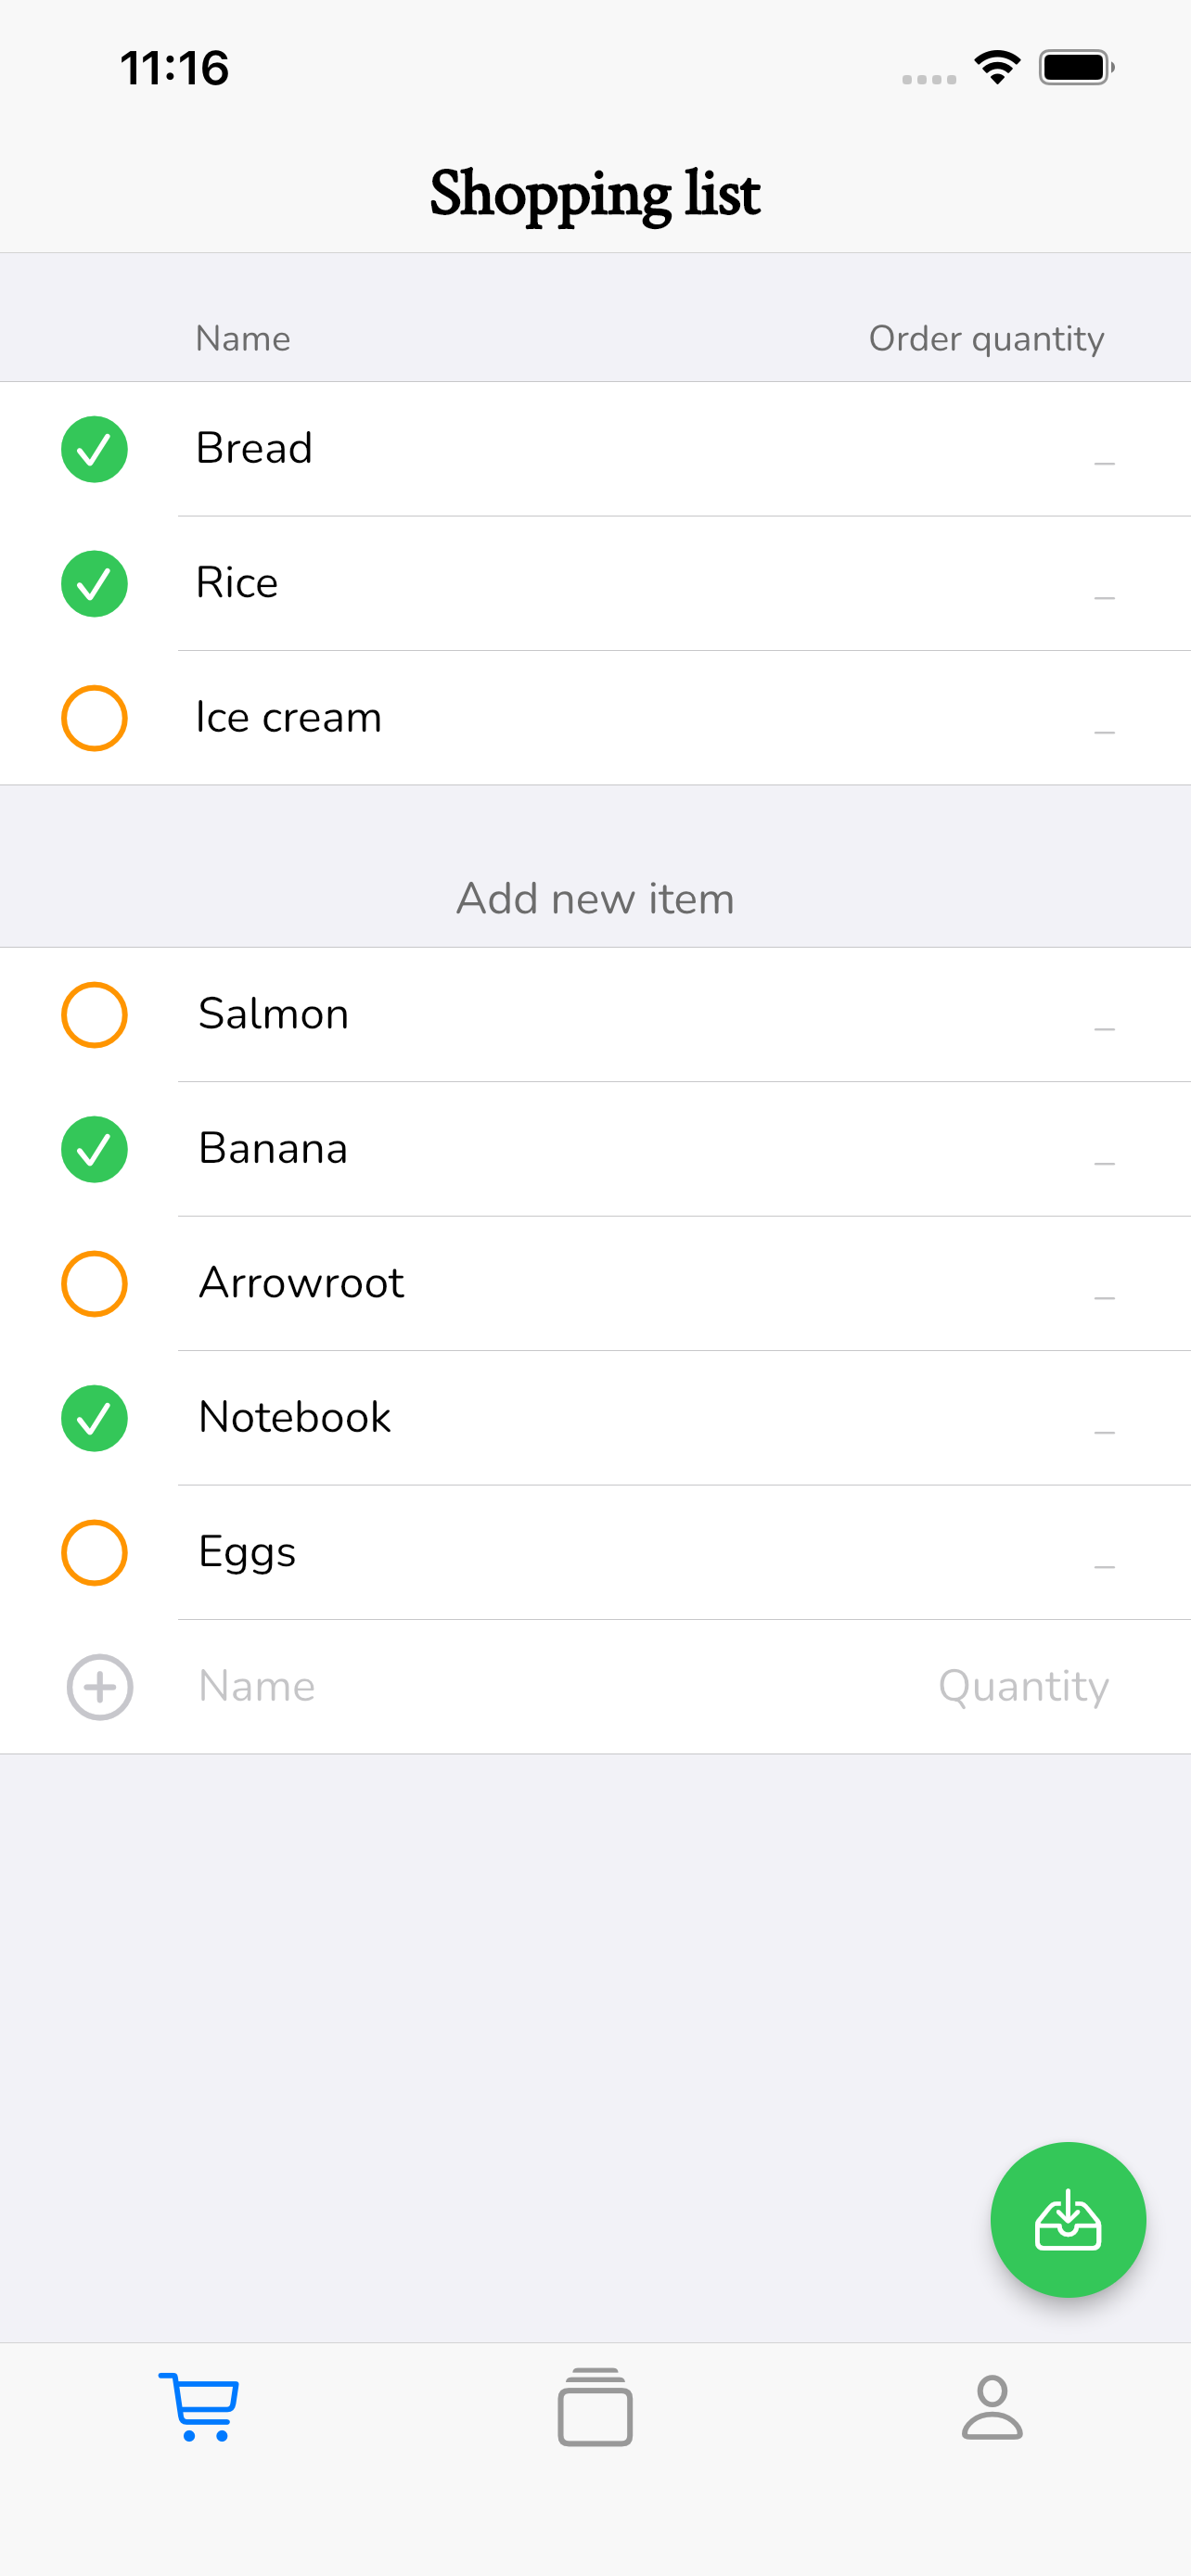 11:16
Shopping list
Name Order quantity
Bread _
Rice _
Ice cream _
Add new item
Salmon _
Banana _
Arrowroot _
Notebook _
Eggs _
Name Quantity